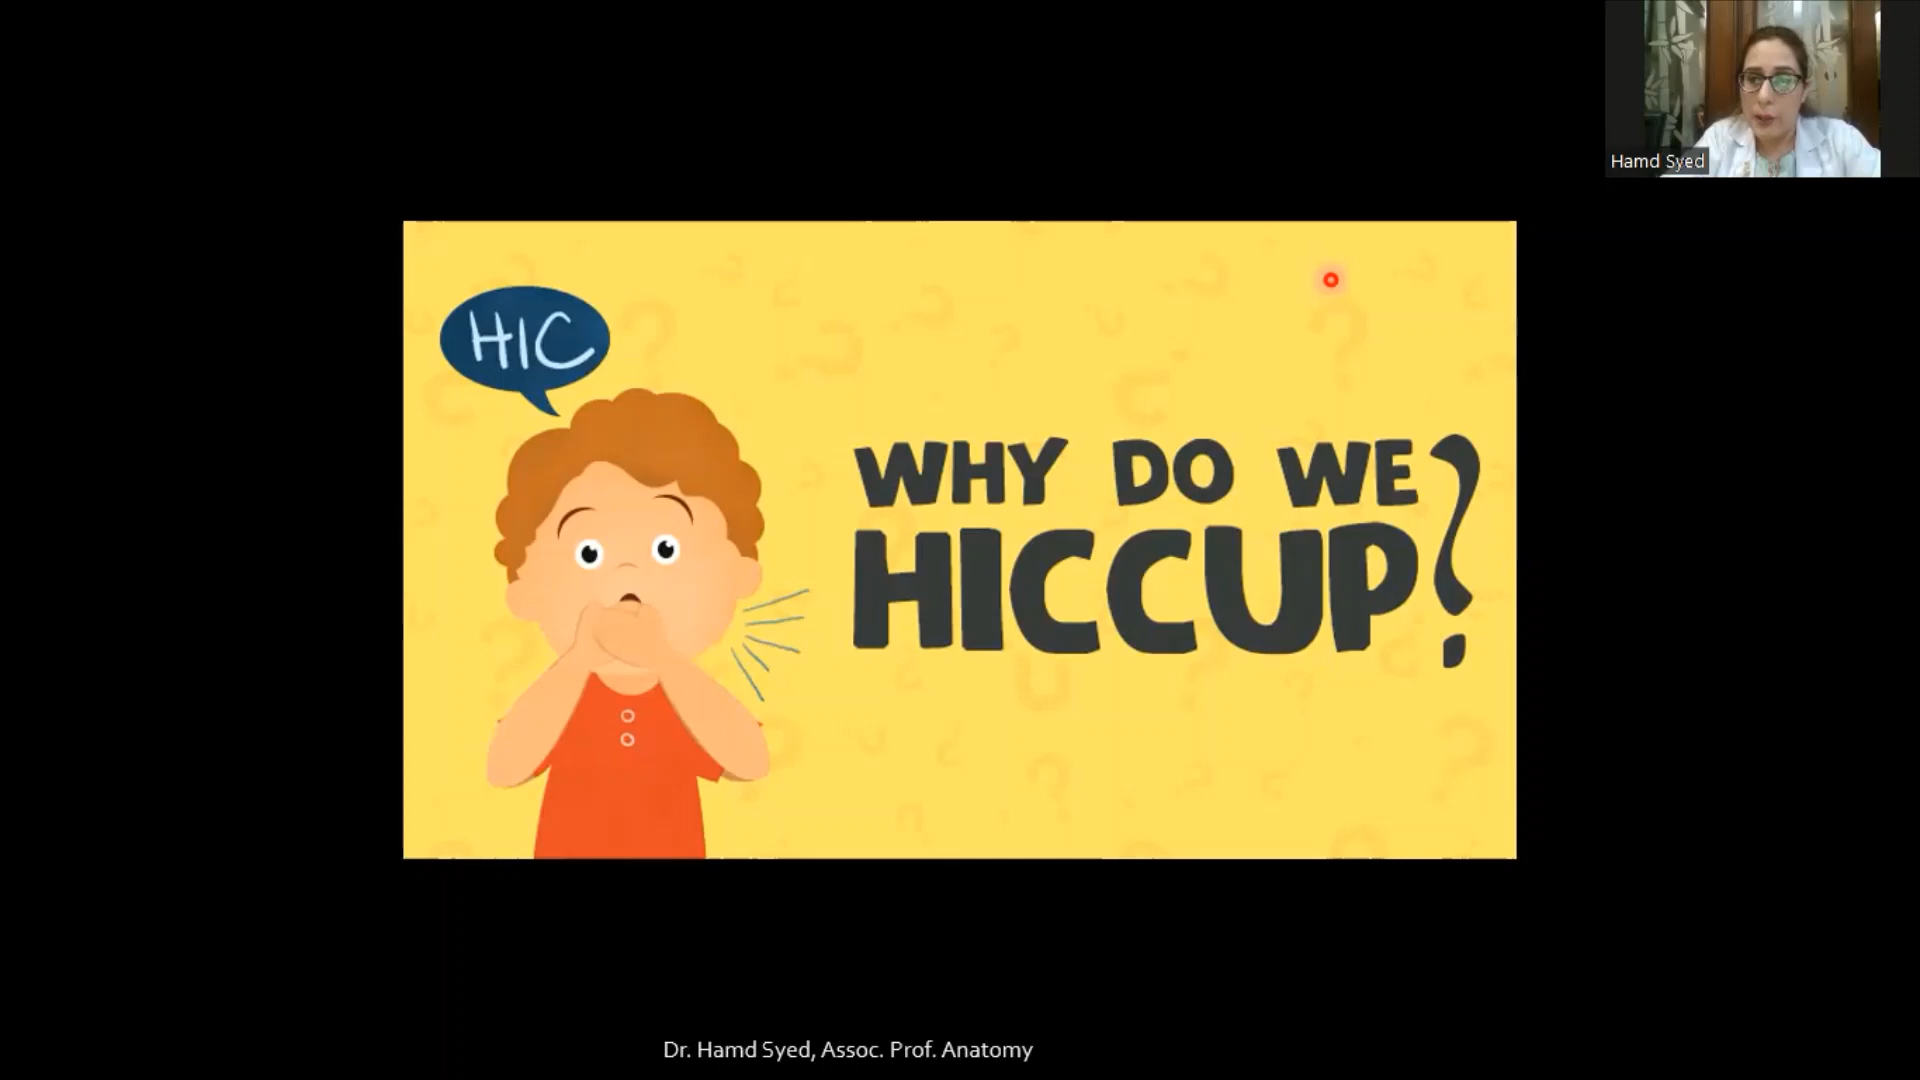 Hamd Syed
HIC
WHY DO WE
HICCUP?
Dr. Hamd Syed, Assoc. Prof. Anatomy